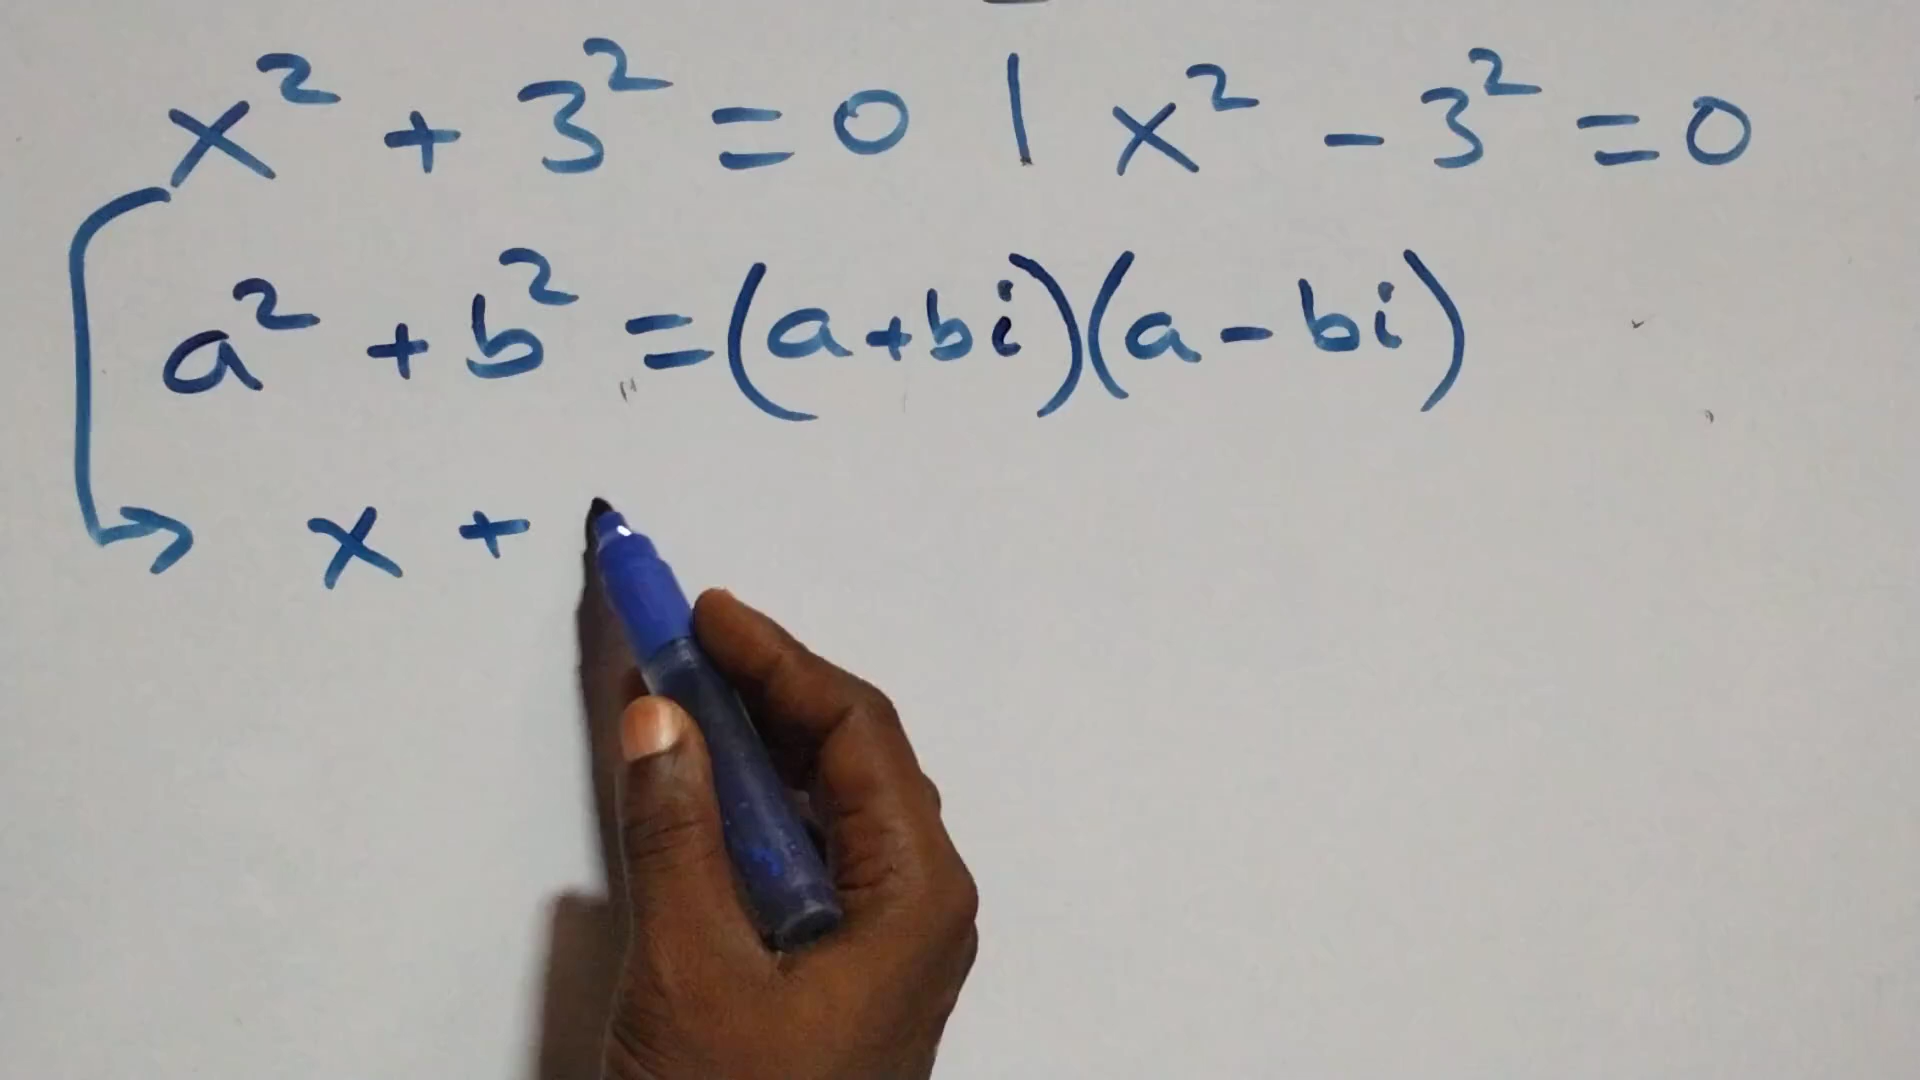 x² + 3² = 0 | x² - 3² = 0
a² + b² = (a+bi)(a - bi)
x +